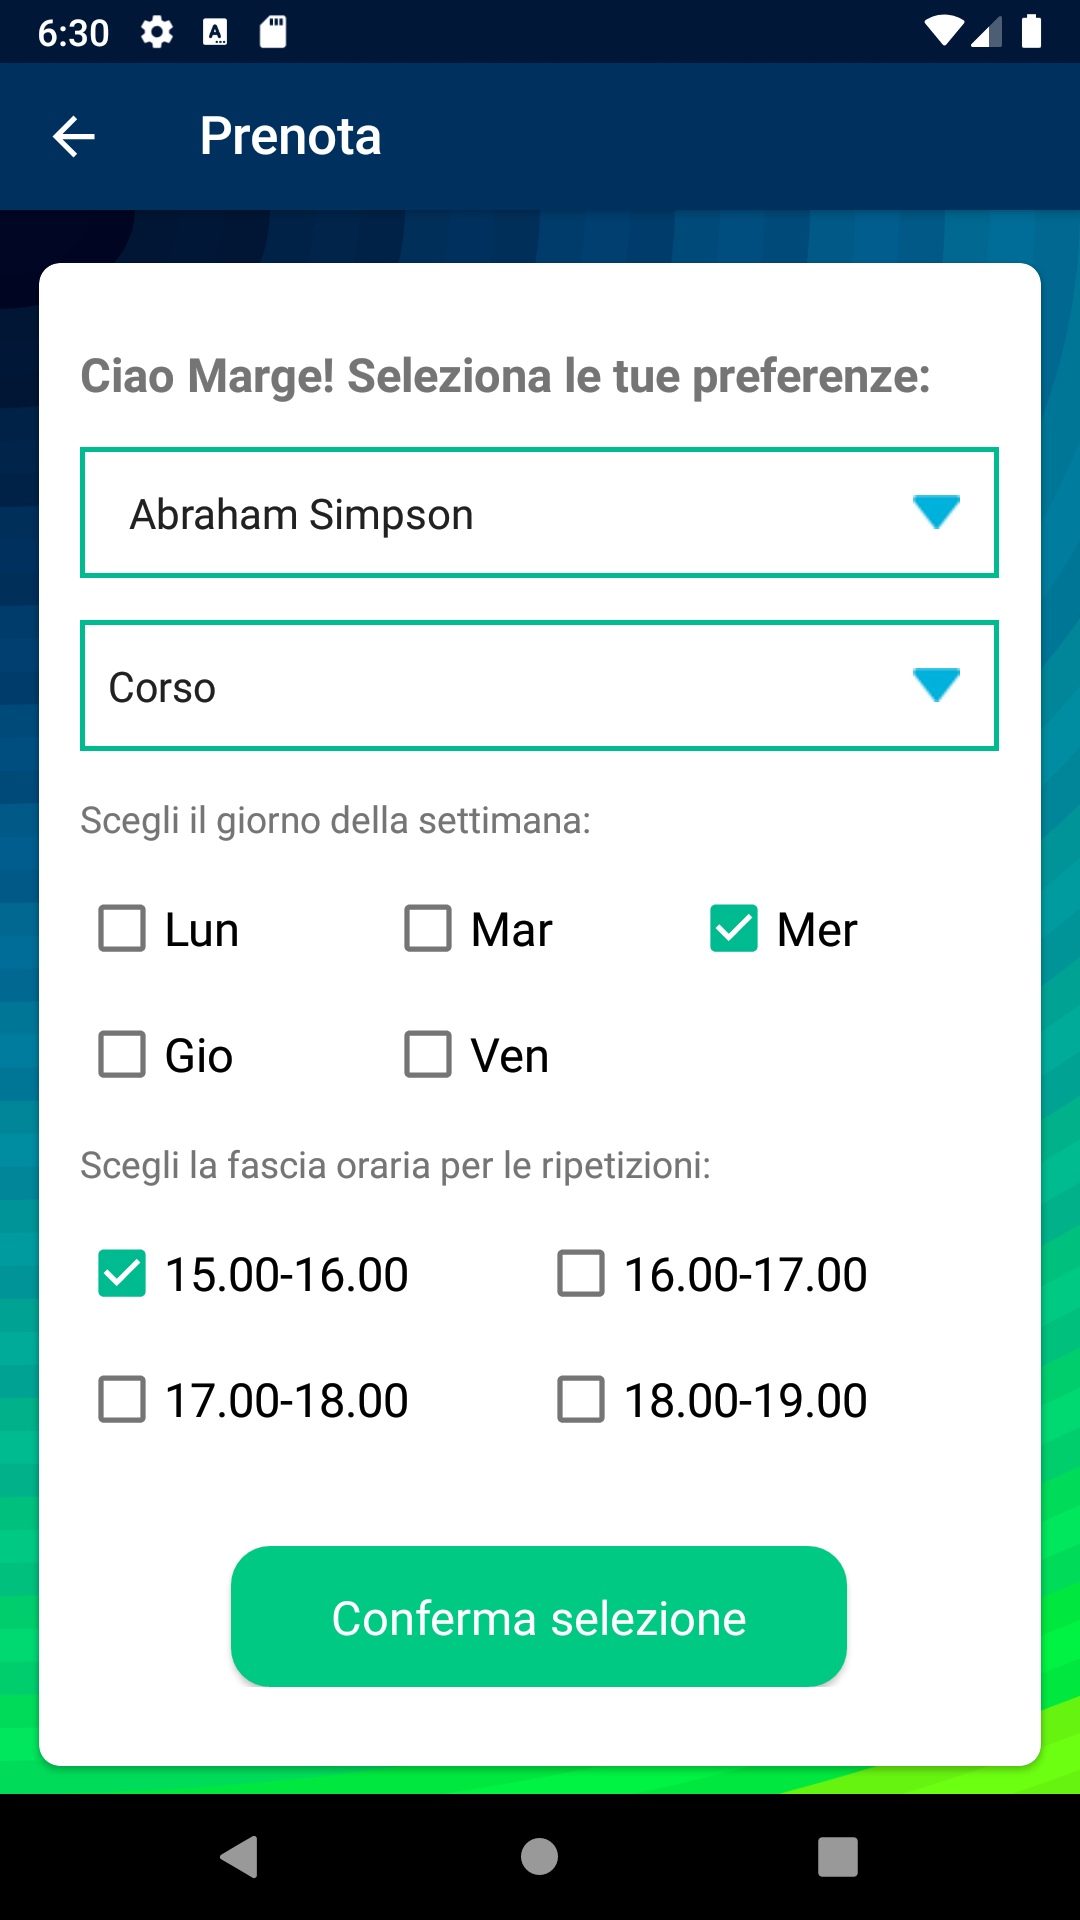 6:30
Prenota
Ciao Marge! Seleziona le tue preferenze:
Abraham Simpson
Corso
Scegli il giorno della settimana:
Lun Mar Mer
Gio Ven
Scegli la fascia oraria per le ripetizioni:
15.00-16.00 16.00-17.00
17.00-18.00 18.00-19.00
Conferma selezione